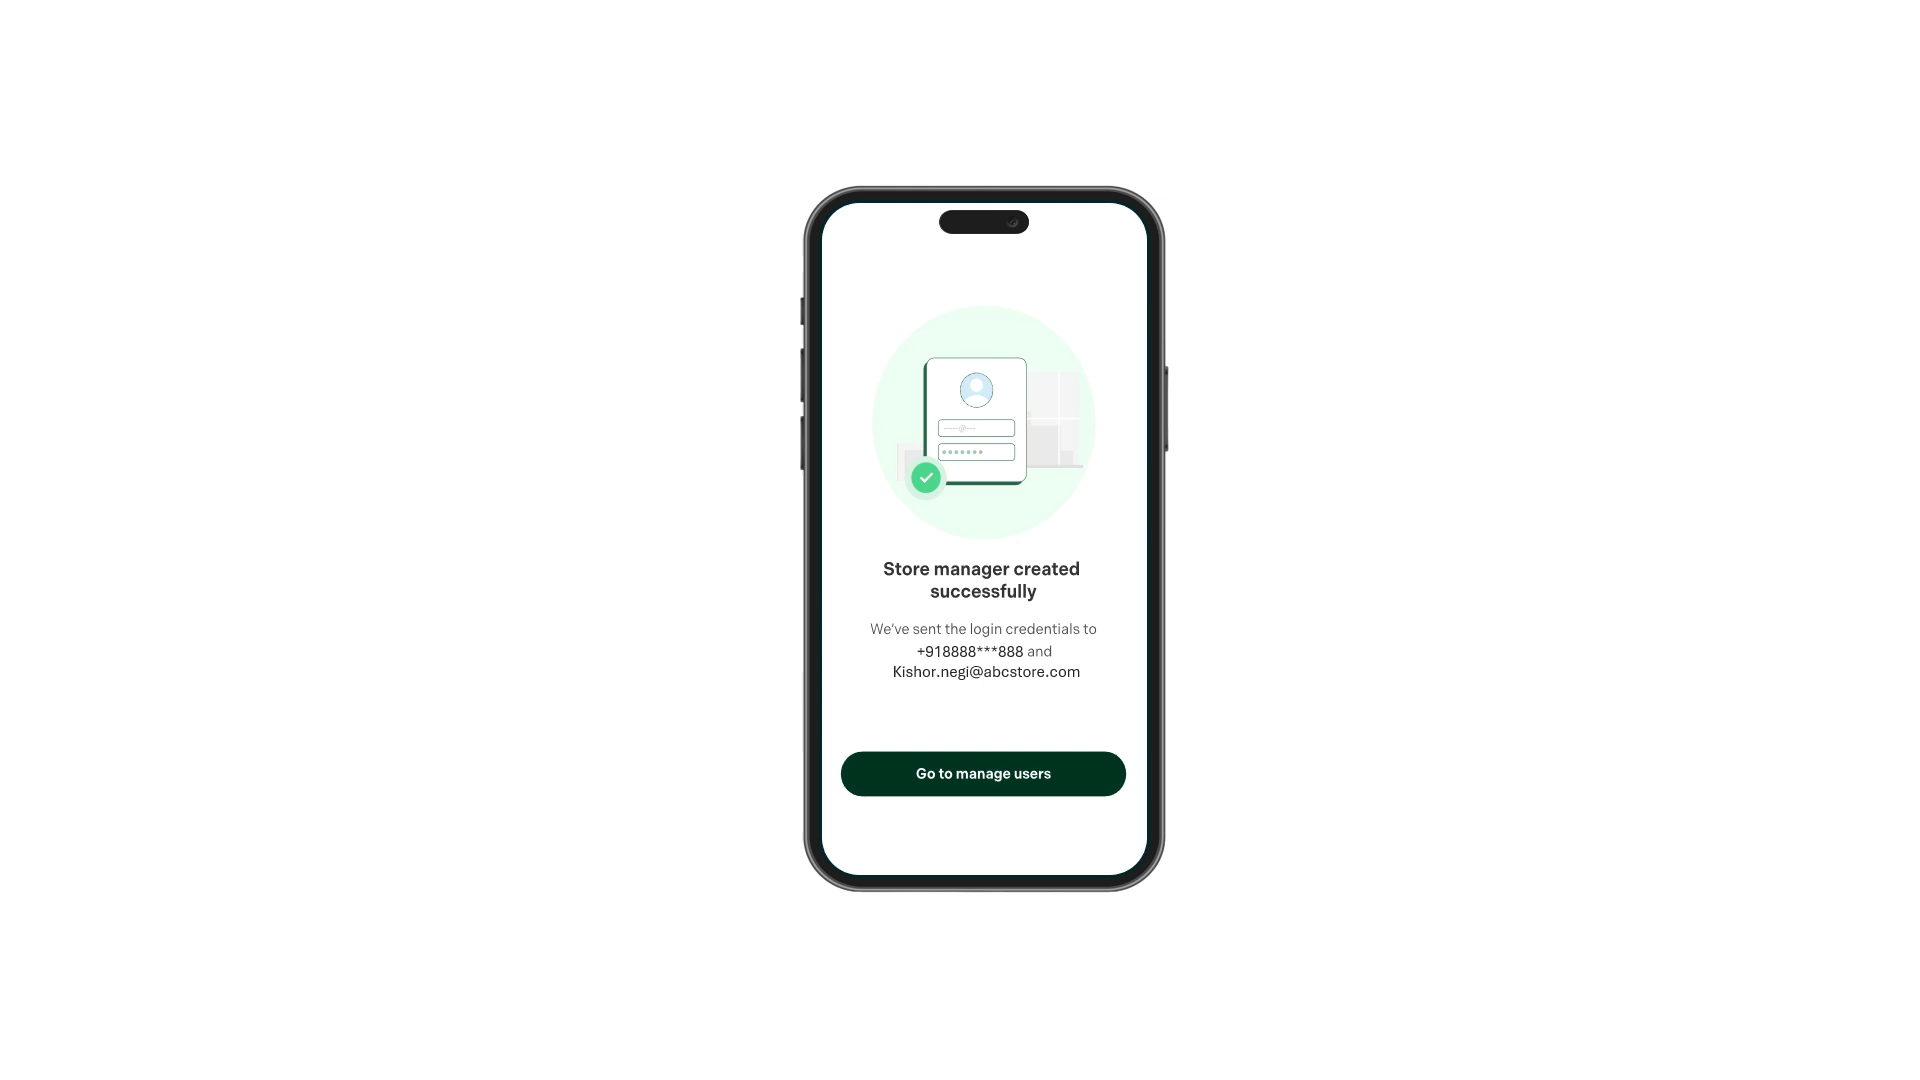 Store manager created
successfully
We've sent the login credentials to
+918888***888 and
Kishor.negi@abcstore.com
Go to manage users